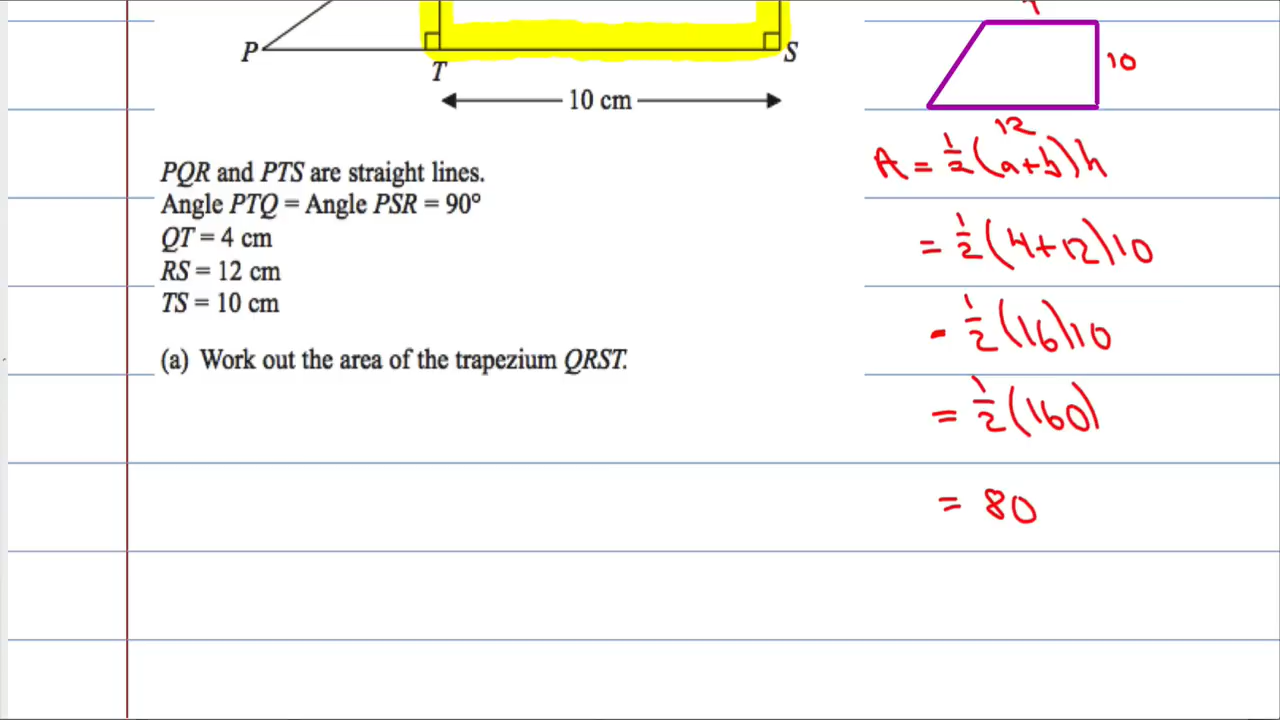 P
T
S
10 cm
PQR and PTS are straight lines.
Angle PTQ = Angle PSR = 90°
QT = 4 cm
RS = 12 cm
TS = 10 cm
(a) Work out the area of the trapezium QRST.
10
12
A = 1/2 (a+b)h
= 1/2 (4+12)10
= 1/2 (16)10
= 1/2 (160)
= 80